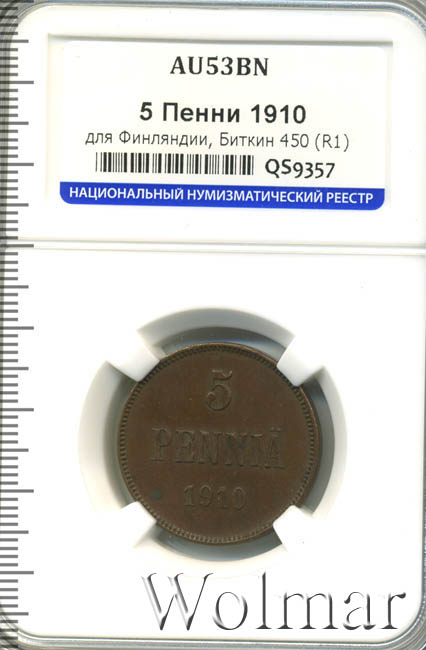 AU53BN
5 Пенни 1910
для Финляндии, Биткин 450 (R1)
QS9357
НАЦИОНАЛЬНЫЙ НУМИЗМАТИЧЕСКИЙ РЕЕСТР
5
PENNIÄ
1910
Wolmar